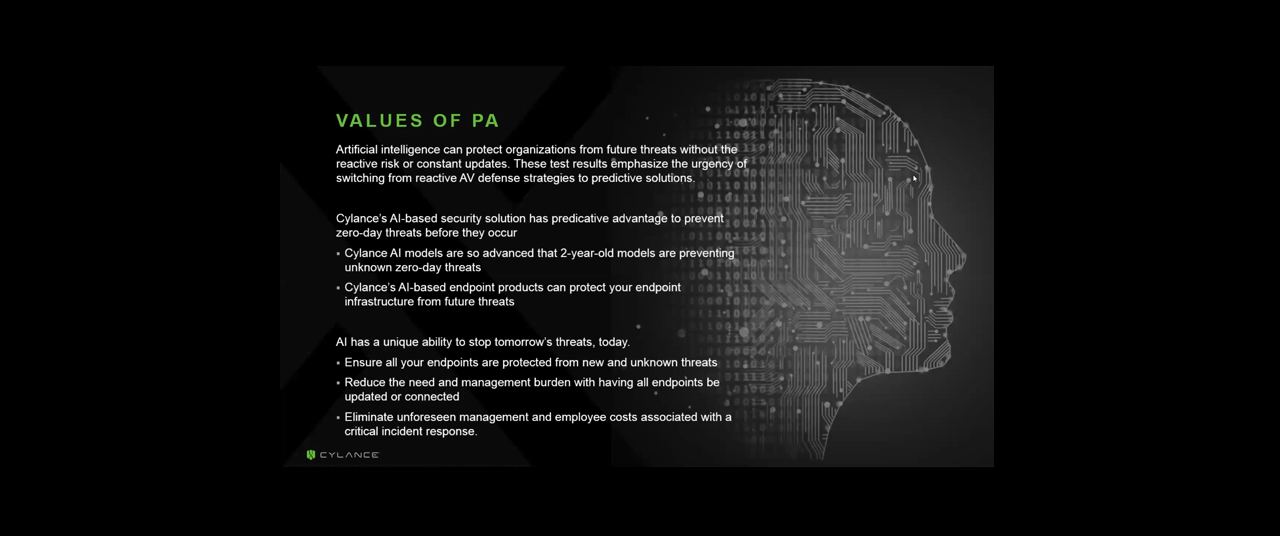 VALUES OF PA
Artificial intelligence can protect organizations from future threats without the
reactive risk or constant updates. These test results emphasize the urgency of
switching from reactive AV defense strategies to predictive solutions.
Cylance's AI-based security solution has predicative advantage to prevent
zero-day threats before they occur
▪ Cylance AI models are so advanced that 2-year-old models are preventing
unknown zero-day threats
▪ Cylance's AI-based endpoint products can protect your endpoint
infrastructure from future threats
AI has a unique ability to stop tomorrow's threats, today.
▪ Ensure all your endpoints are protected from new and unknown threats
▪ Reduce the need and management burden with having all endpoints be
updated or connected
▪ Eliminate unforeseen management and employee costs associated with a
critical incident response.
CYLANCE